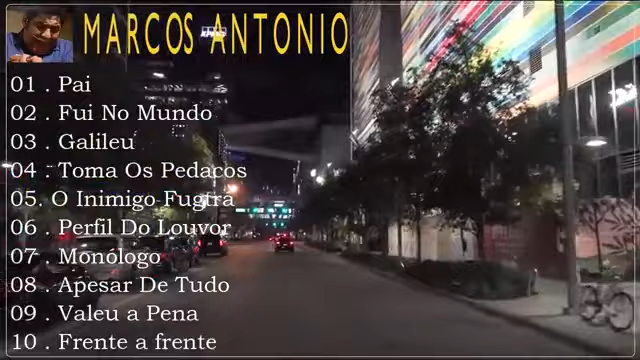 MARCOS ANTONIO
01 . Pai
02 . Fui No Mundo
03 . Galileu
04 . Toma Os Pedacos
05. O Inimigo Fugira
06 . Perfil Do Louvor
07 . Monólogo
08 . Apesar De Tudo
09 . Valeu a Pena
10 . Frente a frente